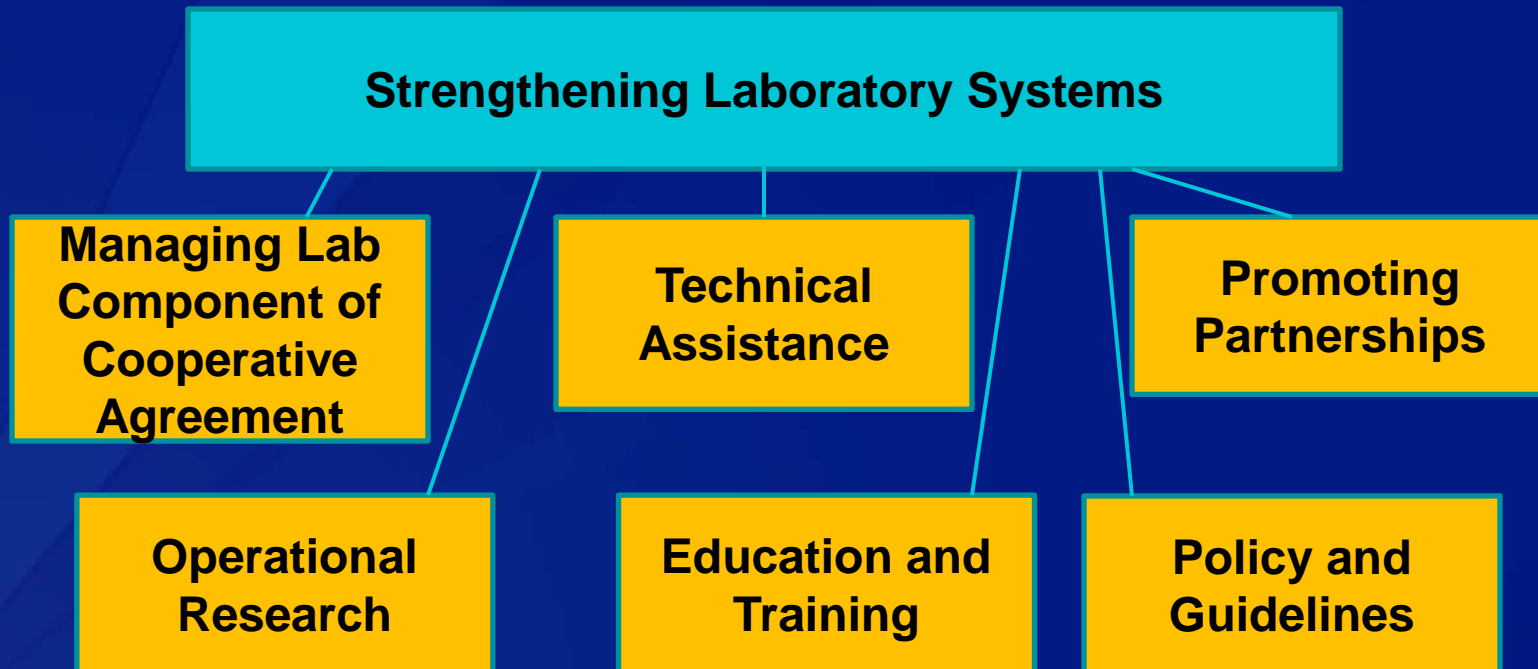 Strengthening Laboratory Systems
Managing Lab
Component of
Cooperative
Agreement
Technical
Assistance
Promoting
Partnerships
Operational
Research
Education and
Training
Policy and
Guidelines